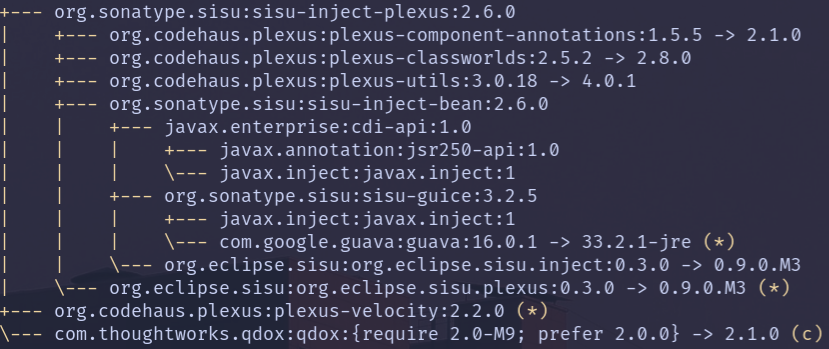 +--- org.sonatype.sisu:sisu-inject-plexus:2.6.0
|    +--- org.codehaus.plexus:plexus-component-annotations:1.5.5 -> 2.1.0
|    +--- org.codehaus.plexus:plexus-classworlds:2.5.2 -> 2.8.0
|    +--- org.codehaus.plexus:plexus-utils:3.0.18 -> 4.0.1
|    +--- org.sonatype.sisu:sisu-inject-bean:2.6.0
|    |    +--- javax.enterprise:cdi-api:1.0
|    |    |    +--- javax.annotation:jsr250-api:1.0
|    |    |    \--- javax.inject:javax.inject:1
|    |    +--- org.sonatype.sisu:sisu-guice:3.2.5
|    |    |    +--- javax.inject:javax.inject:1
|    |    |    \--- com.google.guava:guava:16.0.1 -> 33.2.1-jre (*)
|    |    \--- org.eclipse.sisu:org.eclipse.sisu.inject:0.3.0 -> 0.9.0.M3
|    \--- org.eclipse.sisu:org.eclipse.sisu.plexus:0.3.0 -> 0.9.0.M3 (*)
+--- org.codehaus.plexus:plexus-velocity:2.2.0 (*)
\--- com.thoughtworks.qdox:qdox:{require 2.0-M9; prefer 2.0.0} -> 2.1.0 (c)